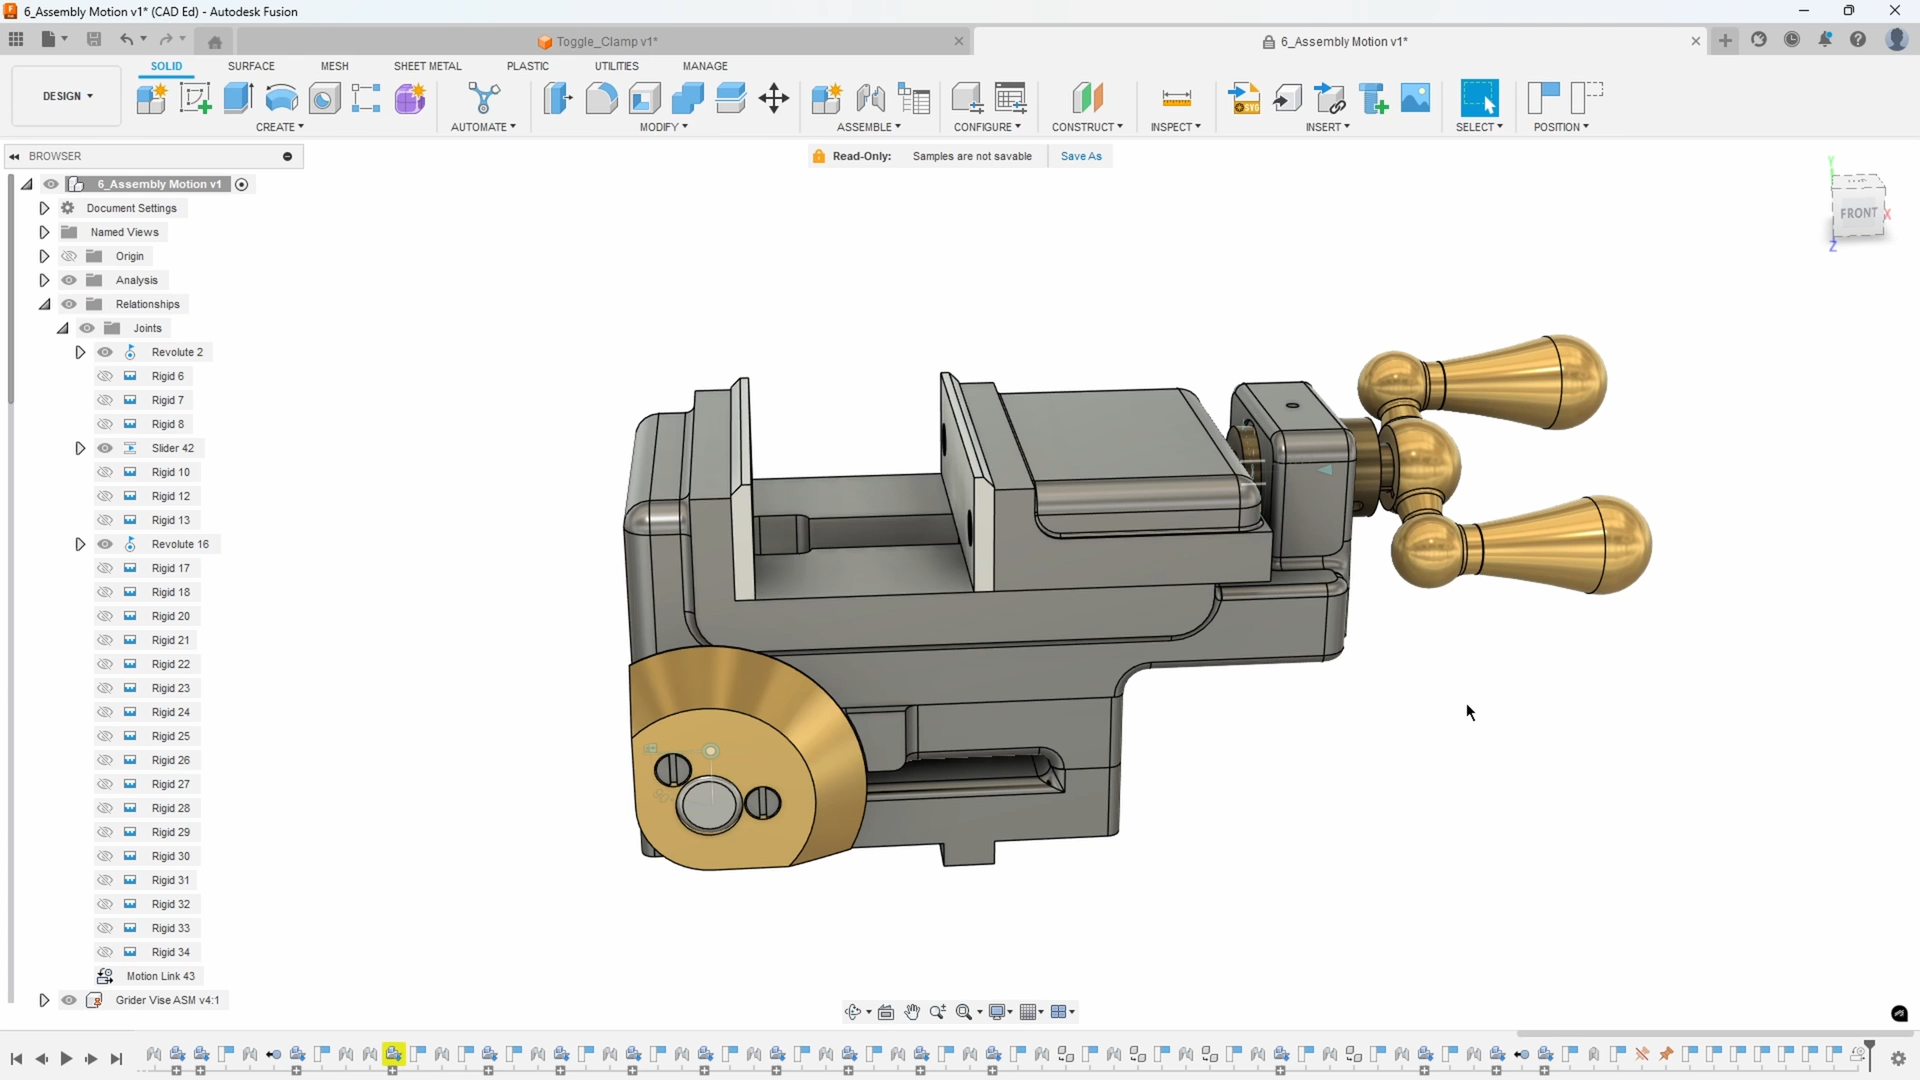 6_Assembly Motion v1* (CAD Ed) - Autodesk Fusion
Toggle_Clamp v1*
6_Assembly Motion v1*
DESIGN
SOLID
SURFACE
MESH
SHEET METAL
PLASTIC
UTILITIES
MANAGE
CREATE
AUTOMATE
MODIFY
ASSEMBLE
CONFIGURE
CONSTRUCT
INSPECT
INSERT
SELECT
POSITION
BROWSER
Read-Only: Samples are not savable Save As
6_Assembly Motion v1
Document Settings
Named Views
Origin
Analysis
Relationships
Joints
Revolute 2
Rigid 6
Rigid 7
Rigid 8
Slider 42
Rigid 10
Rigid 12
Rigid 13
Revolute 16
Rigid 17
Rigid 18
Rigid 20
Rigid 21
Rigid 22
Rigid 23
Rigid 24
Rigid 25
Rigid 26
Rigid 27
Rigid 28
Rigid 29
Rigid 30
Rigid 31
Rigid 32
Rigid 33
Rigid 34
Motion Link 43
Grider Vise ASM v4:1
Y
FRONT
X
Z